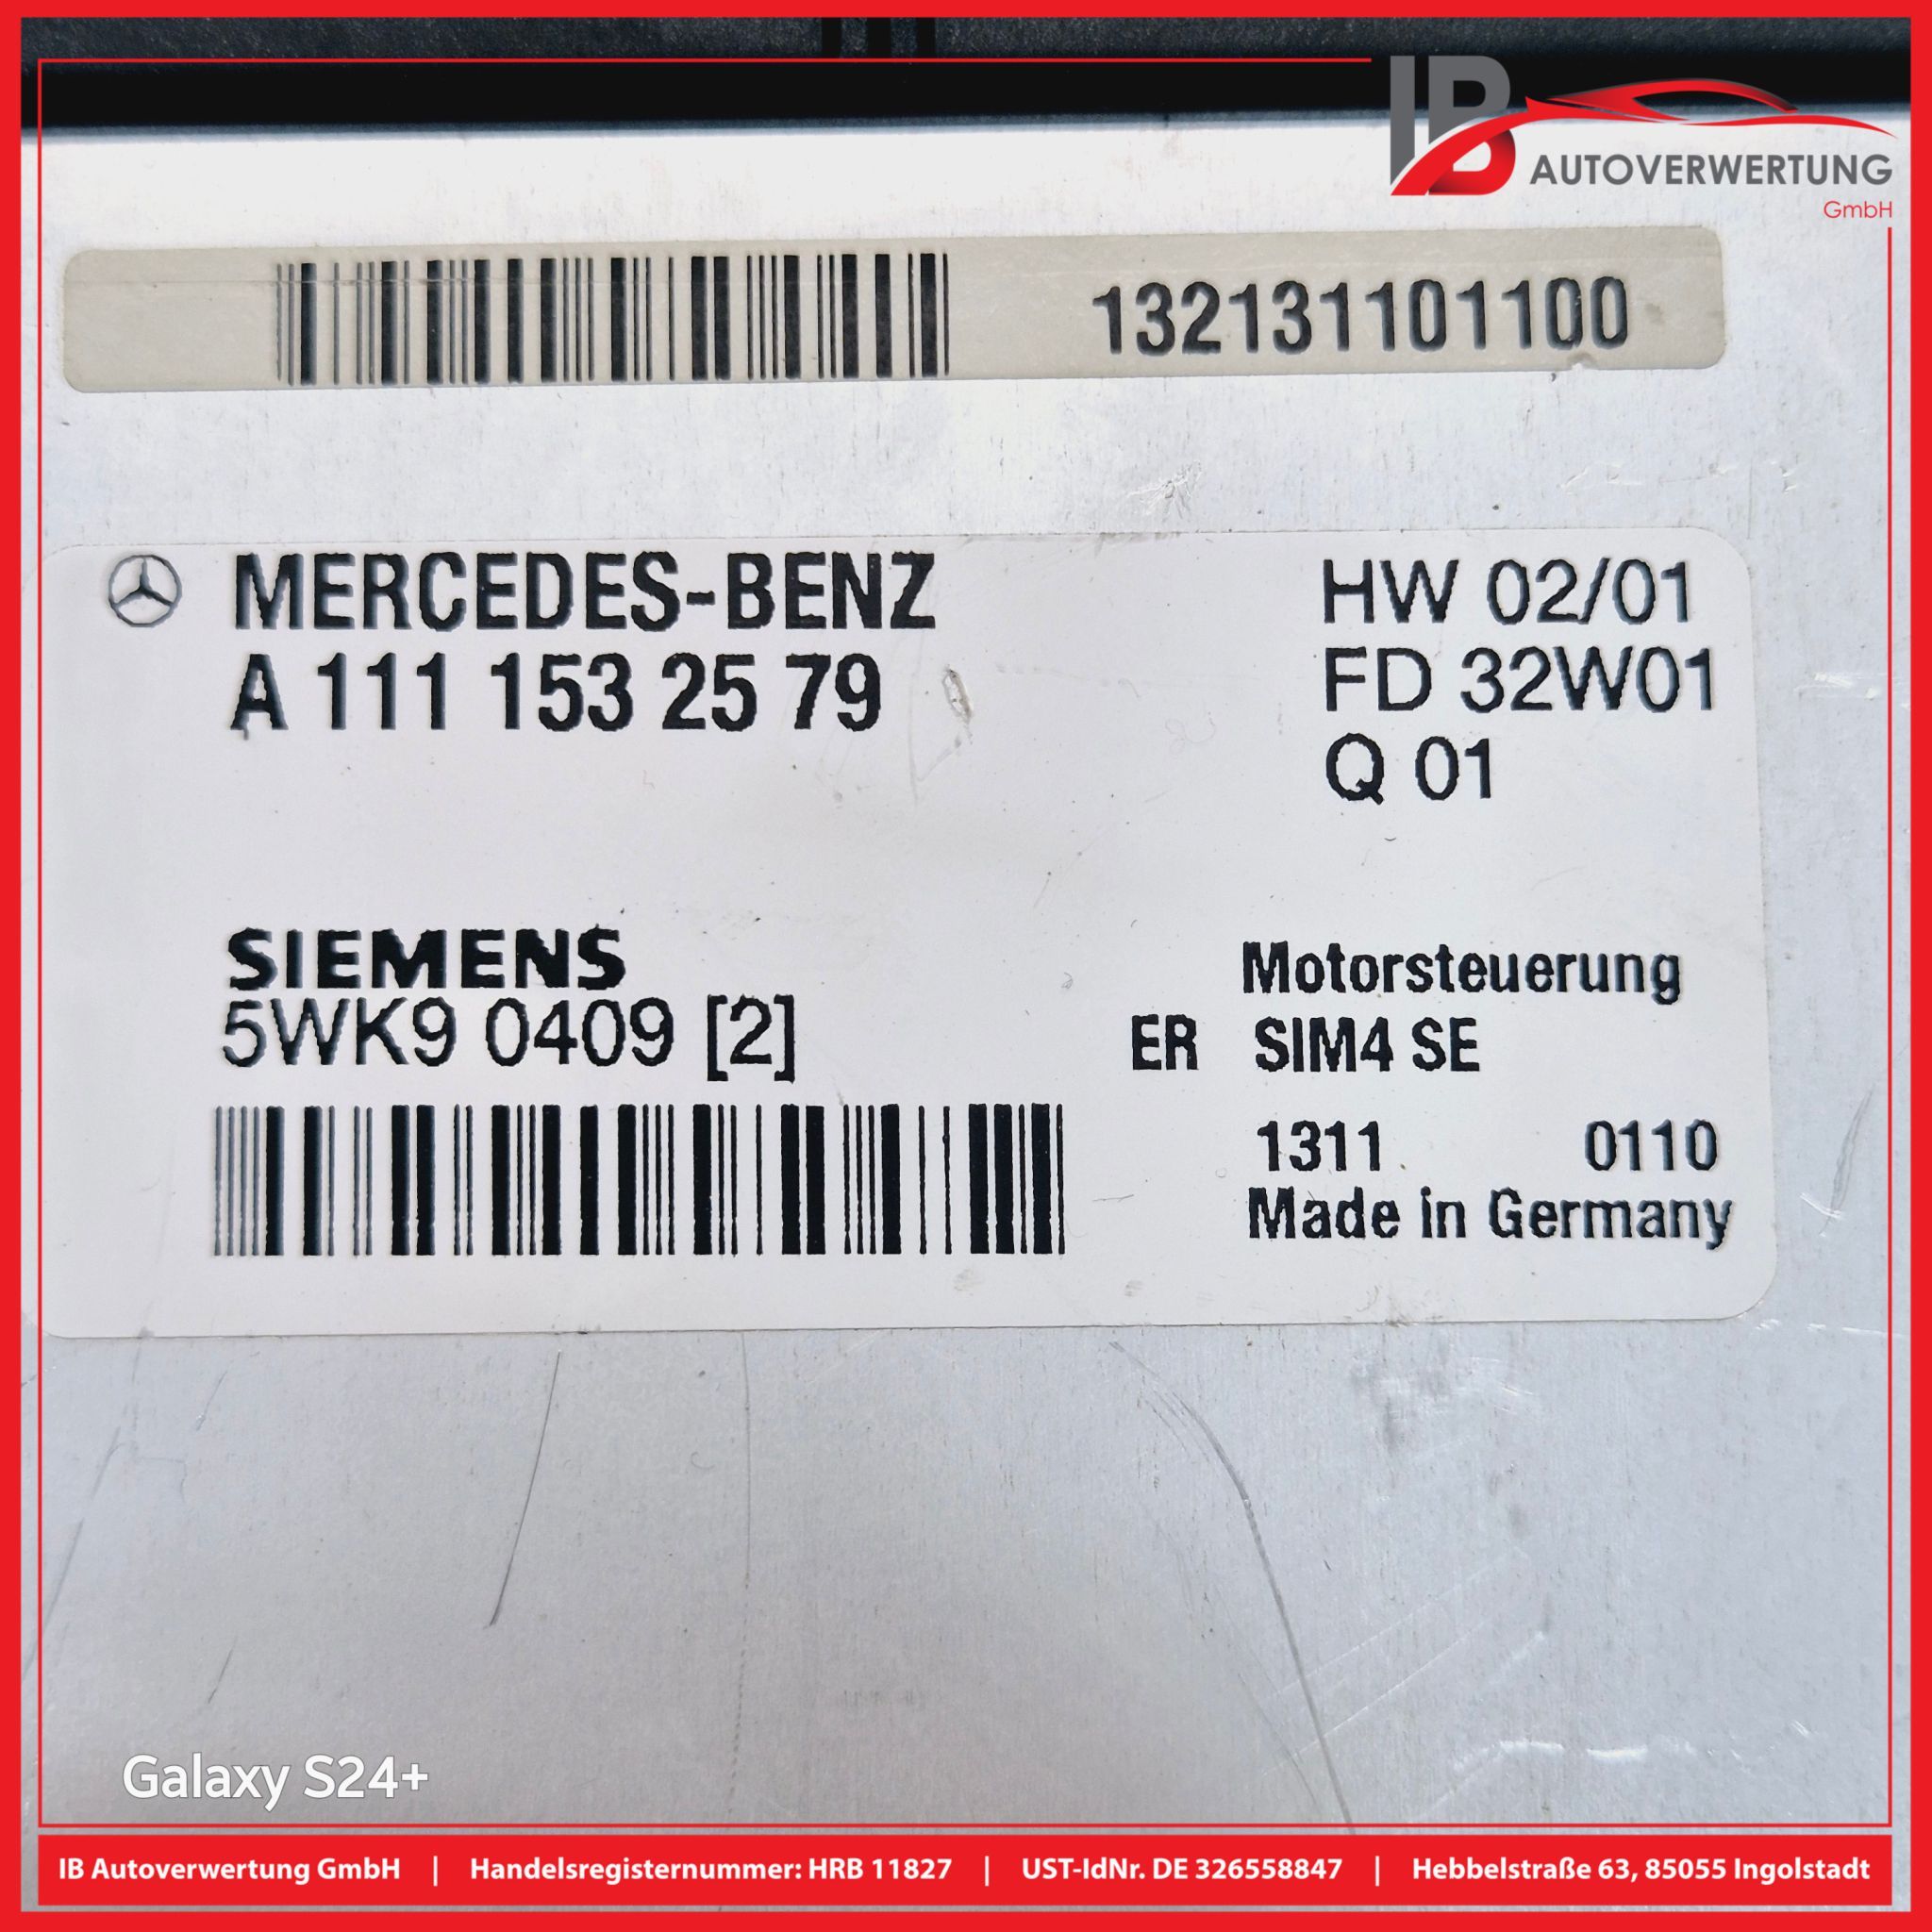 IB AUTOVERWERTUNG
GmbH
132131101100
MERCEDES-BENZ
A 111 153 25 79
HW 02/01
FD 32W01
Q 01
SIEMENS
5WK9 0409 [2]
Motorsteuerung
ER SIM4 SE
1311 0110
Made in Germany
Galaxy S24+
IB Autoverwertung GmbH | Handelsregisternummer: HRB 11827 | UST-IdNr. DE 326558847 | Hebbelstraße 63, 85055 Ingolstadt